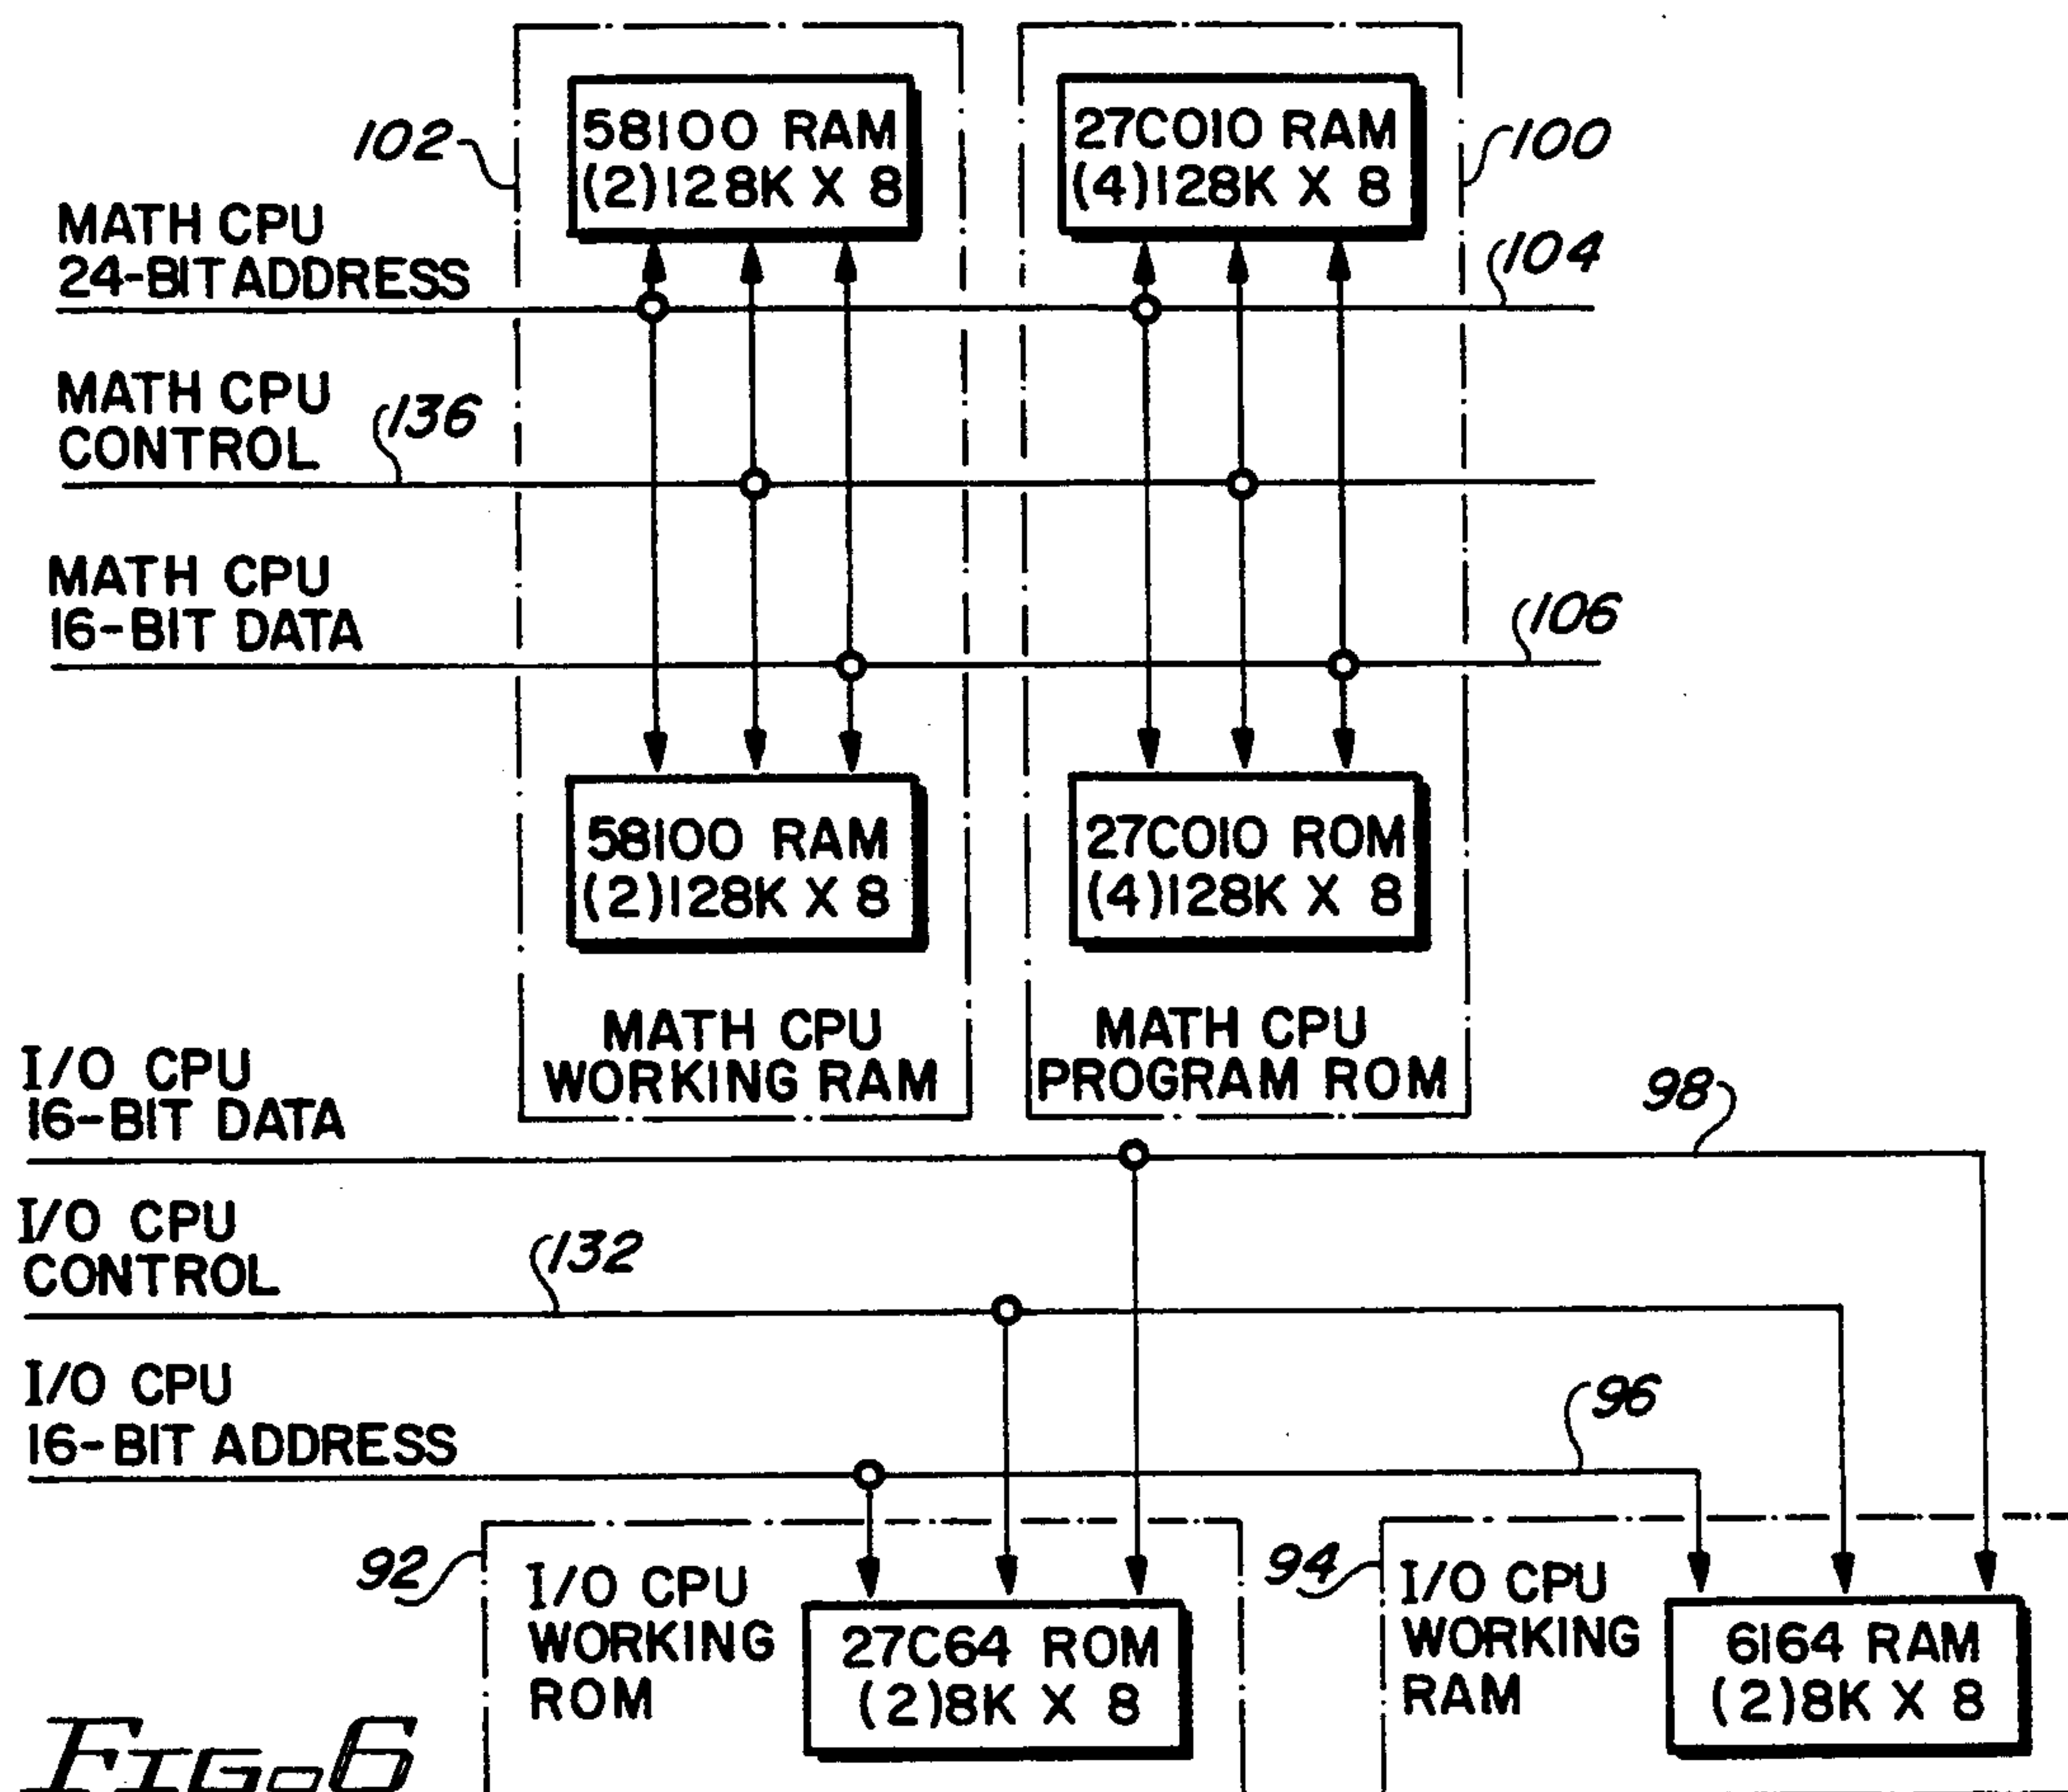 58100 RAM
(2)128K X 8
27C010 RAM
(4)128K X 8
102
100
MATH CPU
24-BIT ADDRESS
104
MATH CPU
CONTROL
136
MATH CPU
16-BIT DATA
106
58100 RAM
(2)128K X 8
27C010 ROM
(4)128K X 8
MATH CPU
WORKING RAM
MATH CPU
PROGRAM ROM
I/O CPU
16-BIT DATA
98
I/O CPU
CONTROL
132
I/O CPU
16-BIT ADDRESS
96
92
I/O CPU
WORKING
ROM
27C64 ROM
(2)8K X 8
94
I/O CPU
WORKING
RAM
6164 RAM
(2)8K X 8
FIG-6